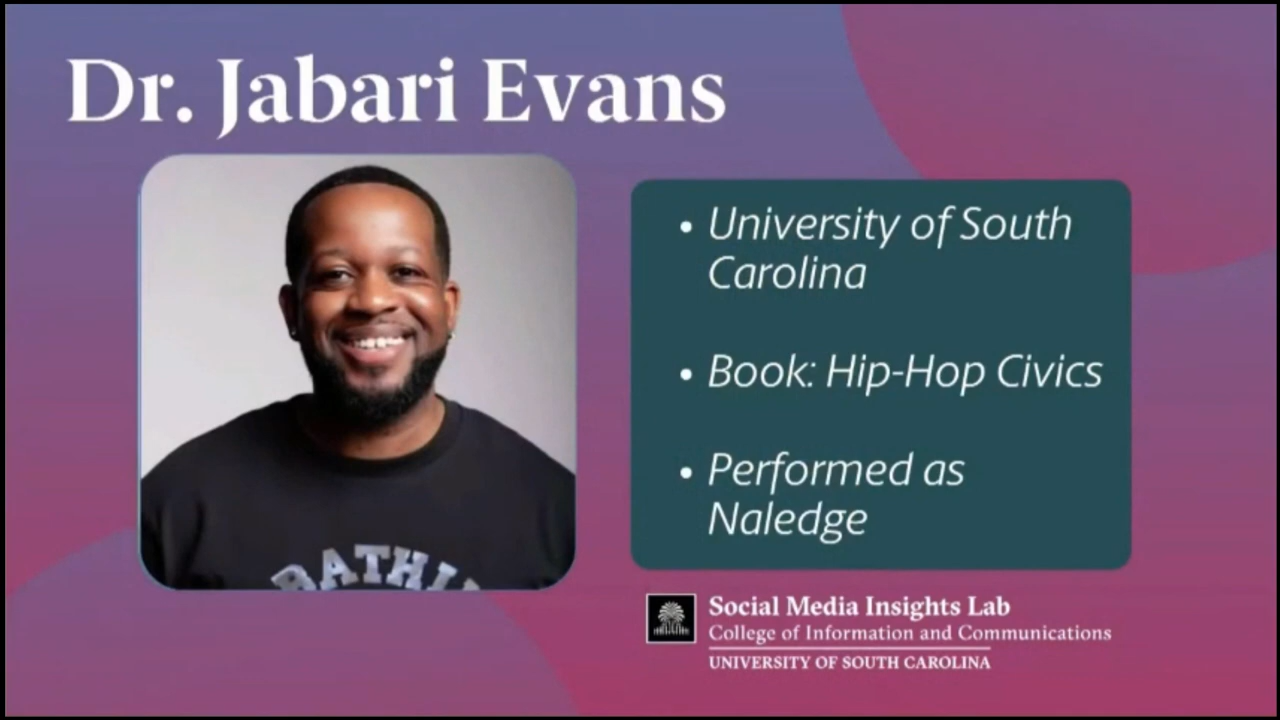 Dr. Jabari Evans
• University of South
Carolina
• Book: Hip-Hop Civics
• Performed as
Naledge
BATHI
Social Media Insights Lab
College of Information and Communications
UNIVERSITY OF SOUTH CAROLINA